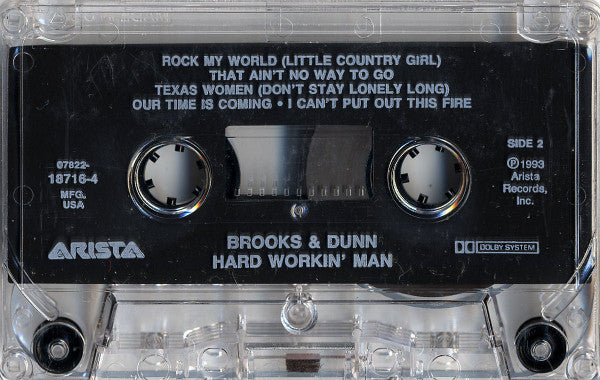 ROCK MY WORLD (LITTLE COUNTRY GIRL)
THAT AIN'T NO WAY TO GO
TEXAS WOMEN (DON'T STAY LONELY LONG)
OUR TIME IS COMING • I CAN'T PUT OUT THIS FIRE
07822-
18716-4
MFG.
USA
SIDE 2
Ⓟ1993
Arista
Records,
Inc.
ARISTA
BROOKS & DUNN
HARD WORKIN' MAN
DOLBY SYSTEM